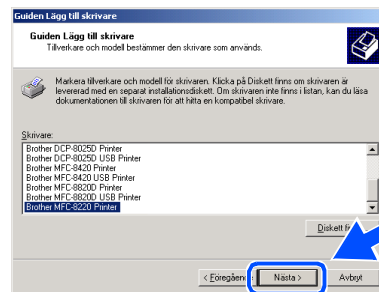 Guiden Lägg till skrivare
Guiden Lägg till skrivare
Tillverkare och modell bestämmer den skrivare som används.
Markera tillverkare och modell för skrivaren. Klicka på Diskett finns om skrivaren är
levererad med en separat installationsdiskett. Om skrivaren inte finns i listan, kan du läsa
dokumentationen till skrivaren för att hitta en kompatibel skrivare.
Skrivare:
Brother DCP-8025D Printer
Brother DCP-8025D USB Printer
Brother MFC-8420 Printer
Brother MFC-8420 USB Printer
Brother MFC-8820D Printer
Brother MFC-8820D USB Printer
Brother MFC-8220 Printer
Diskett
< Föregående Nästa > Avbryt